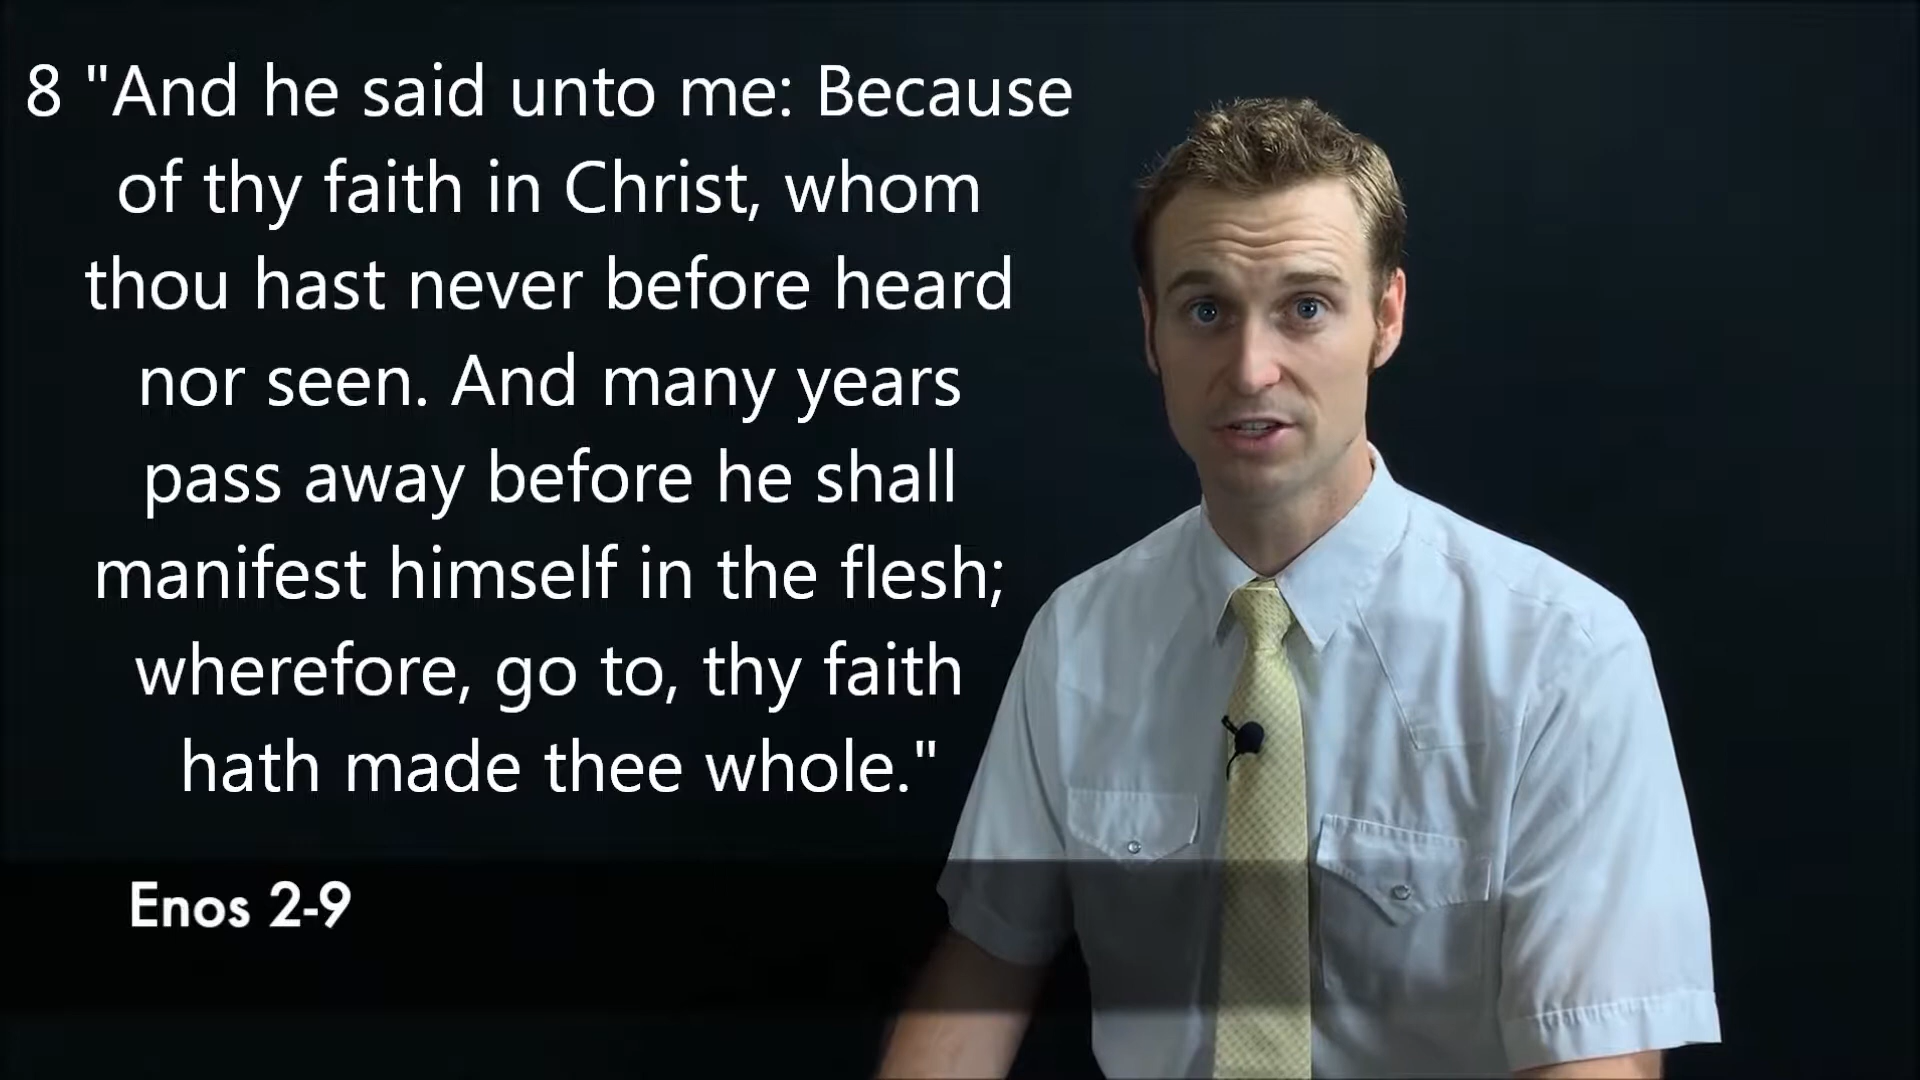 8 "And he said unto me: Because
of thy faith in Christ, whom
thou hast never before heard
nor seen. And many years
pass away before he shall
manifest himself in the flesh;
wherefore, go to, thy faith
hath made thee whole."
Enos 2-9